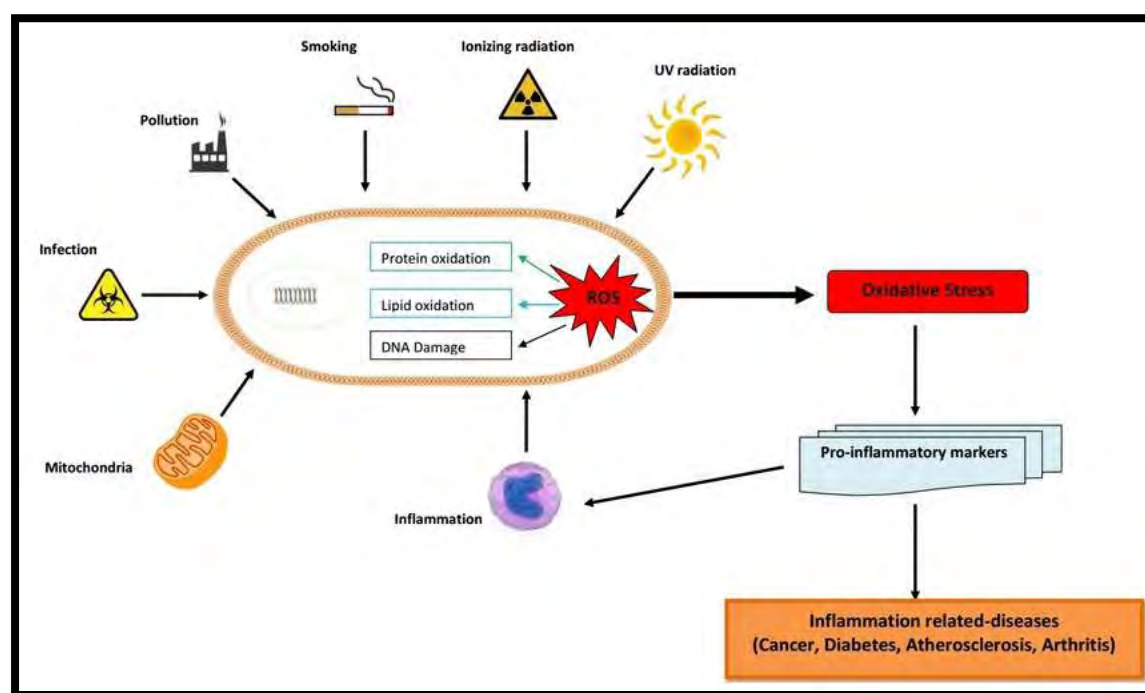 Smoking
Ionizing radiation
UV radiation
Pollution
Infection
Protein oxidation
Lipid oxidation
DNA Damage
ROS
Oxidative Stress
Mitochondria
Inflammation
Pro-inflammatory markers
Inflammation related-diseases
(Cancer, Diabetes, Atherosclerosis, Arthritis)